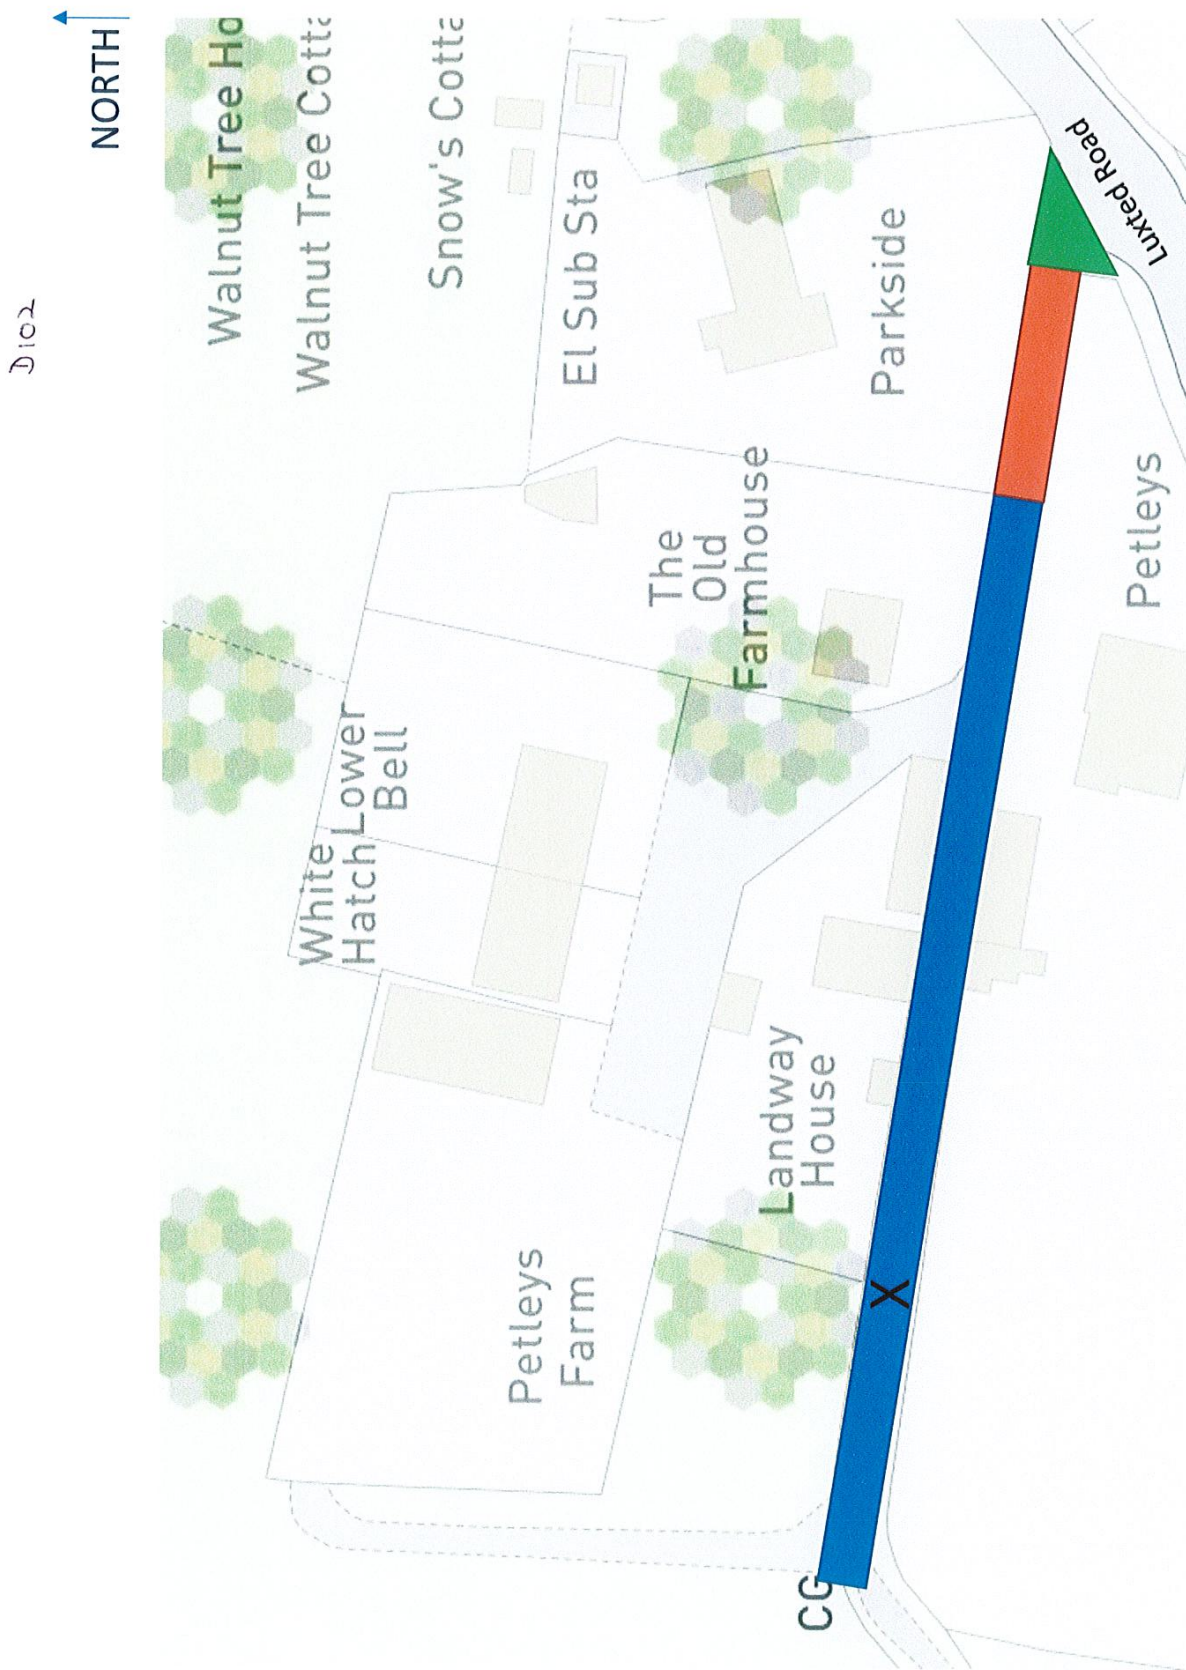 D102
NORTH
Walnut Tree Ho
Walnut Tree Cotta
Snow's Cotta
El Sub Sta
Parkside
Luxted Road
The
Old
Farmhouse
Petleys
White
Hatch
Lower
Bell
Landway
House
Petleys
Farm
X
CG